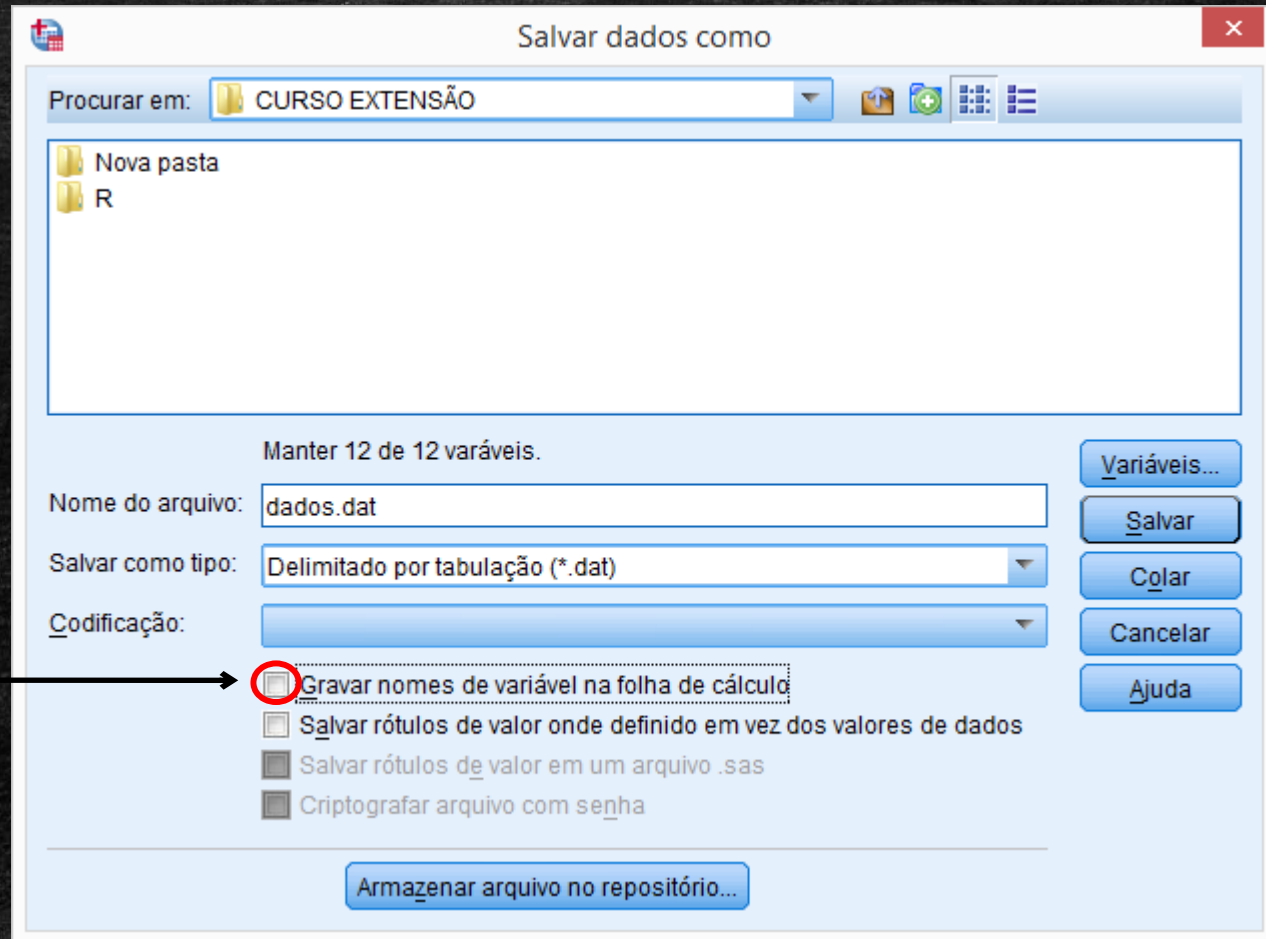 Salvar dados como
Procurar em: CURSO EXTENSÃO
Nova pasta
R
Manter 12 de 12 varáveis.
Variáveis...
Nome do arquivo: dados.dat
Salvar
Salvar como tipo: Delimitado por tabulação (*.dat)
Colar
Codificação:
Cancelar
Gravar nomes de variável na folha de cálculo
Ajuda
Salvar rótulos de valor onde definido em vez dos valores de dados
Salvar rótulos de valor em um arquivo .sas
Criptografar arquivo com senha
Armazenar arquivo no repositório...